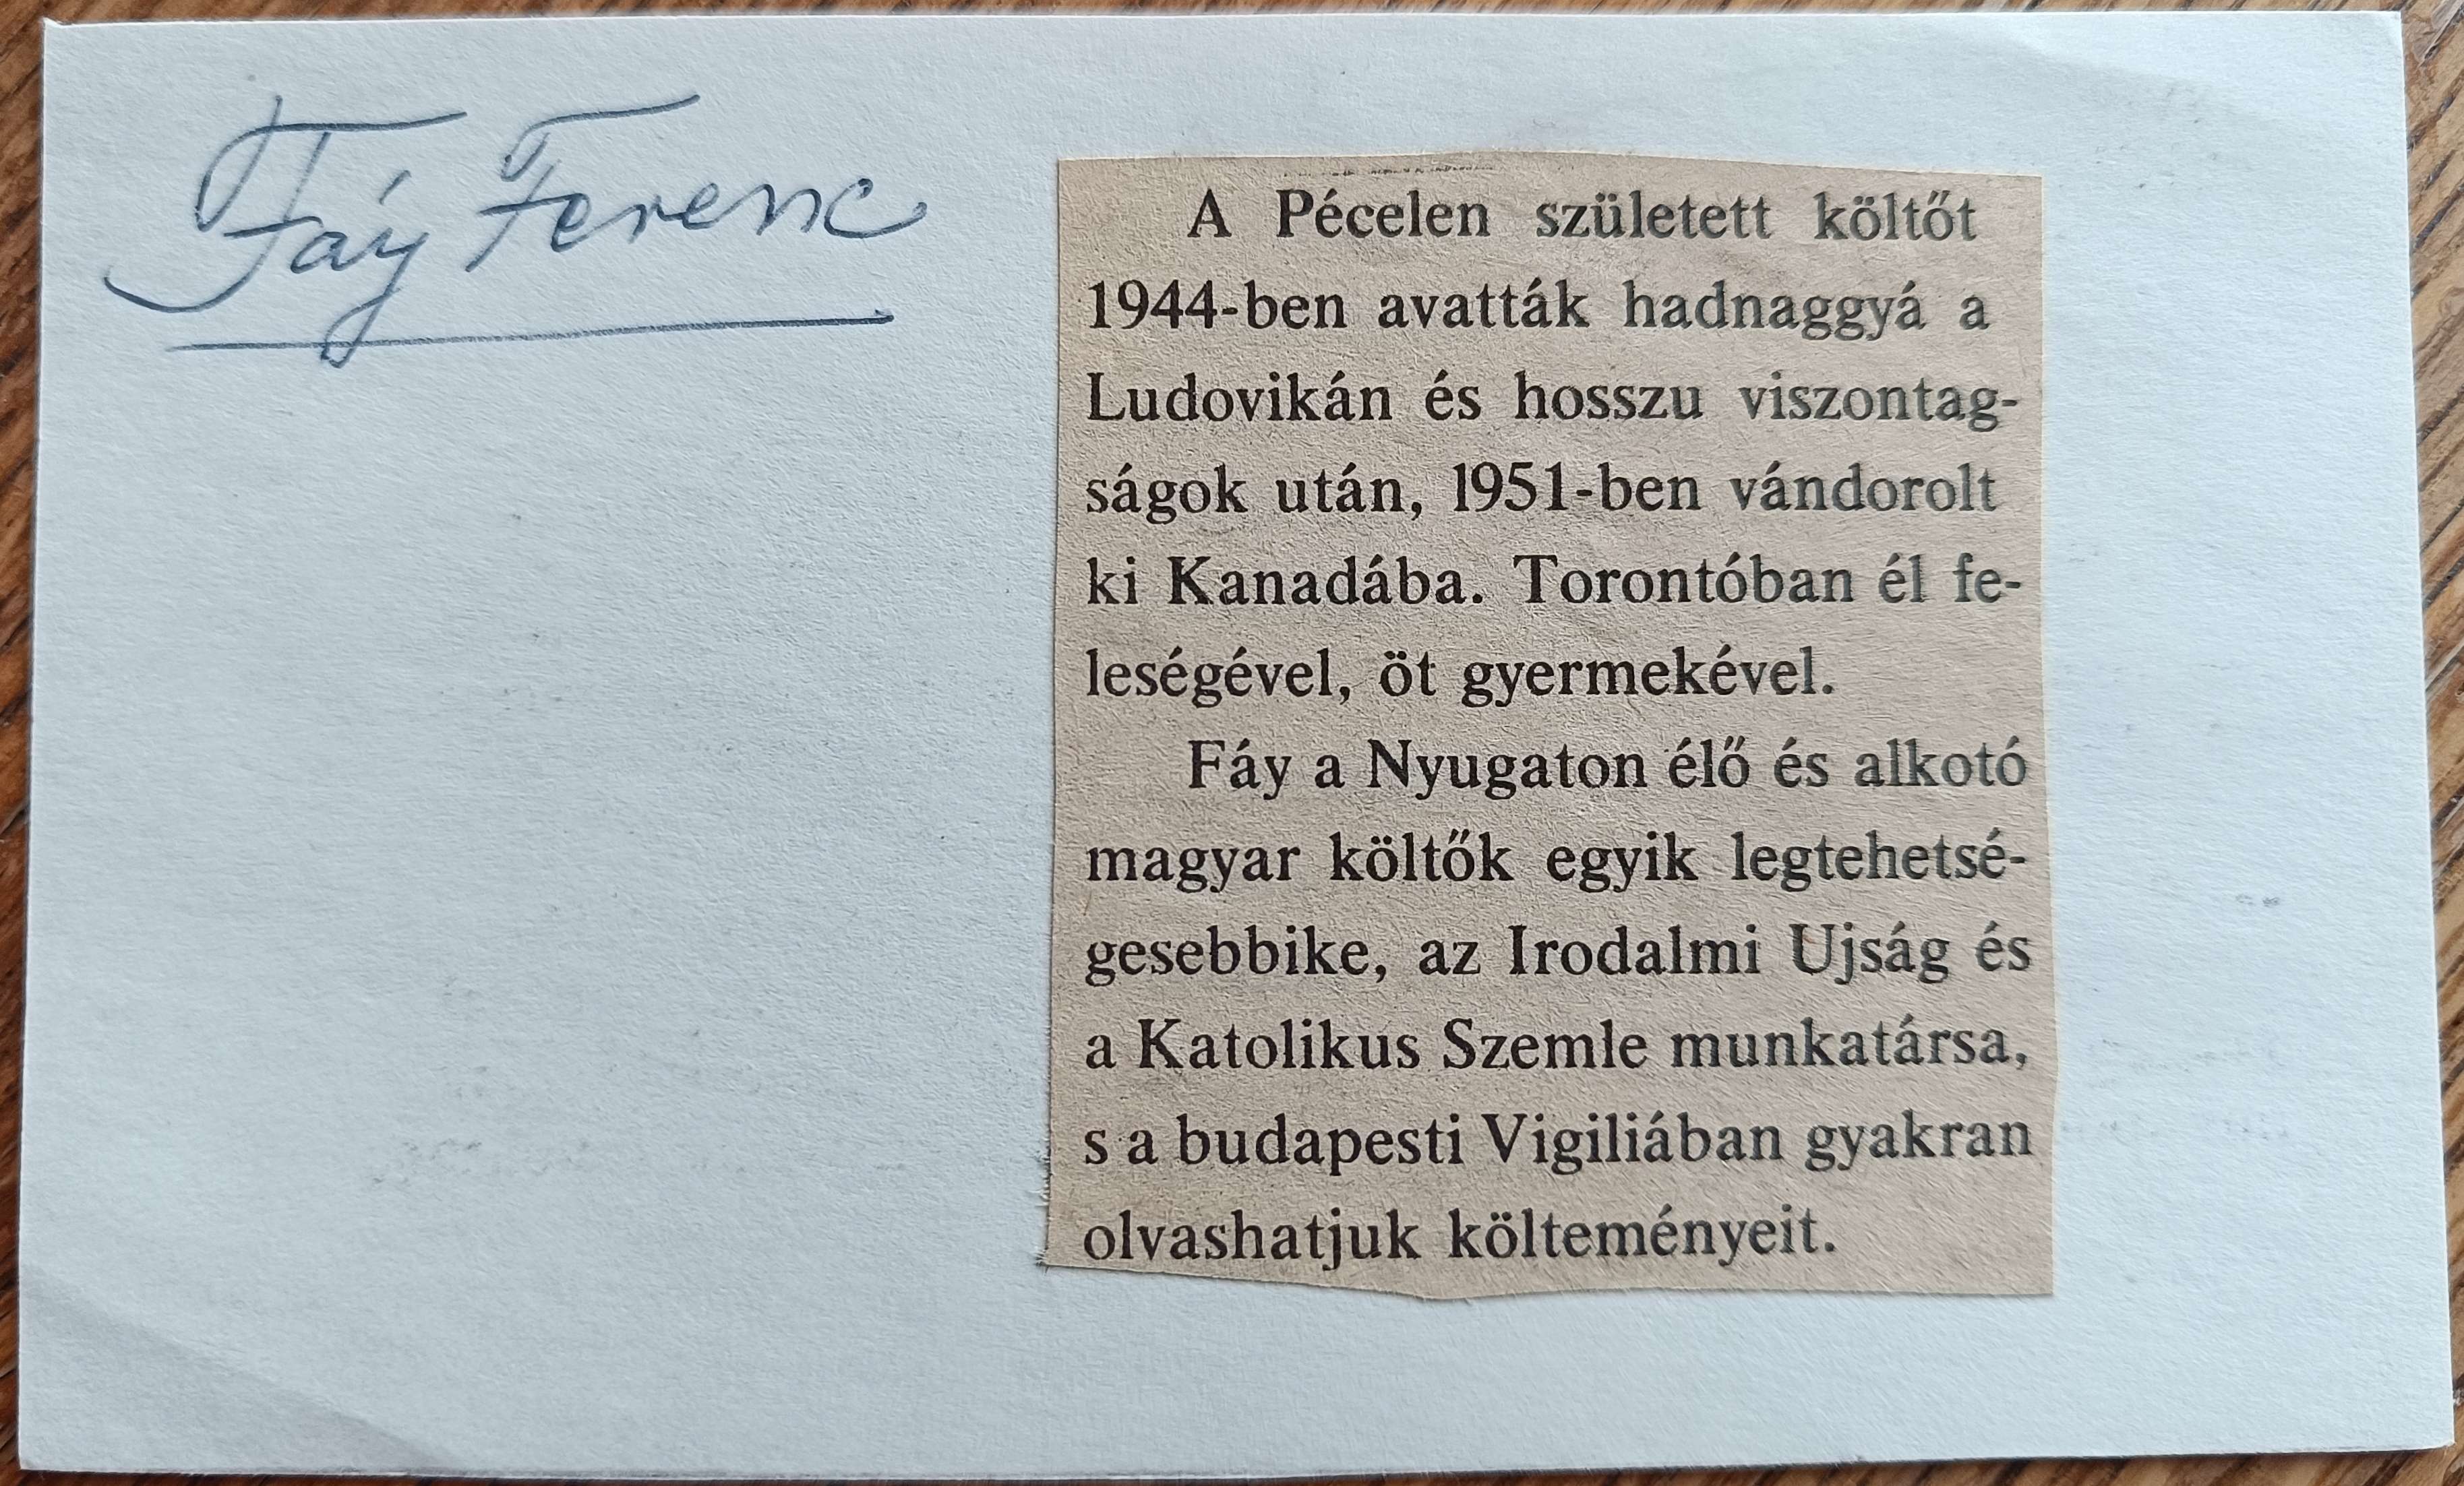 Fáy Ferenc
A Pécelen született költőt
1944-ben avatták hadnaggyá a
Ludovikán és hosszu viszontag-
ságok után, 1951-ben vándorolt
ki Kanadába. Torontóban él fe-
leségével, öt gyermekével.
Fáy a Nyugaton élő és alkotó
magyar költők egyik legtehetsé-
gesebbike, az Irodalmi Ujság és
a Katolikus Szemle munkatársa,
s a budapesti Vigiliában gyakran
olvashatjuk költeményeit.